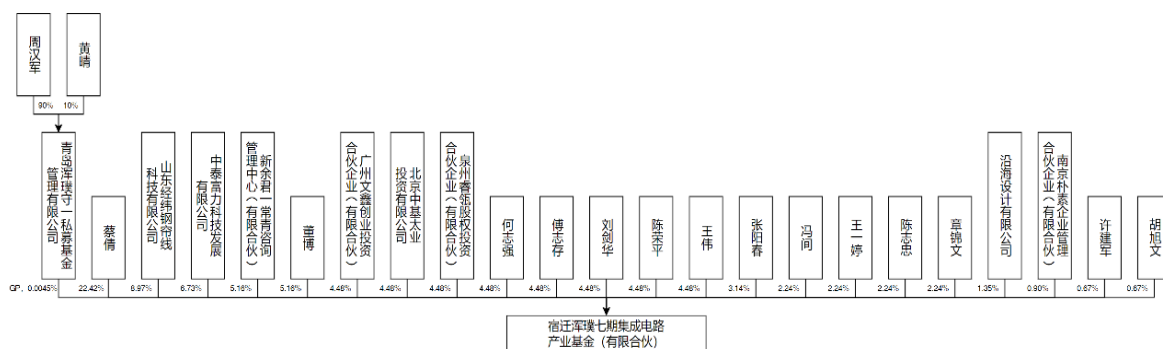 周汉军
黄晴
90%
10%
青岛浑璞守一私募基金
管理有限公司
蔡倩
山东经纬钢帘线
科技有限公司
中泰富力科技发展
有限公司
新余君一常青咨询
管理中心（有限合伙）
董博
广州文鑫创业投资
合伙企业（有限合伙）
北京中基太业
投资有限公司
泉州睿瓴股权投资
合伙企业（有限合伙）
何志强
傅志存
刘剑华
陈荣平
王伟
张阳春
冯间
王一婷
陈志忠
章锦文
沿海设计有限公司
南京朴素企业管理
合伙企业（有限合伙）
许建军
胡旭文
GP，0.0045%
22.42%
8.97%
6.73%
5.16%
5.16%
4.48%
4.48%
4.48%
4.48%
4.48%
4.48%
4.48%
4.46%
3.14%
2.24%
2.24%
2.24%
2.24%
1.35%
0.90%
0.67%
0.67%
宿迁浑璞七期集成电路
产业基金（有限合伙）